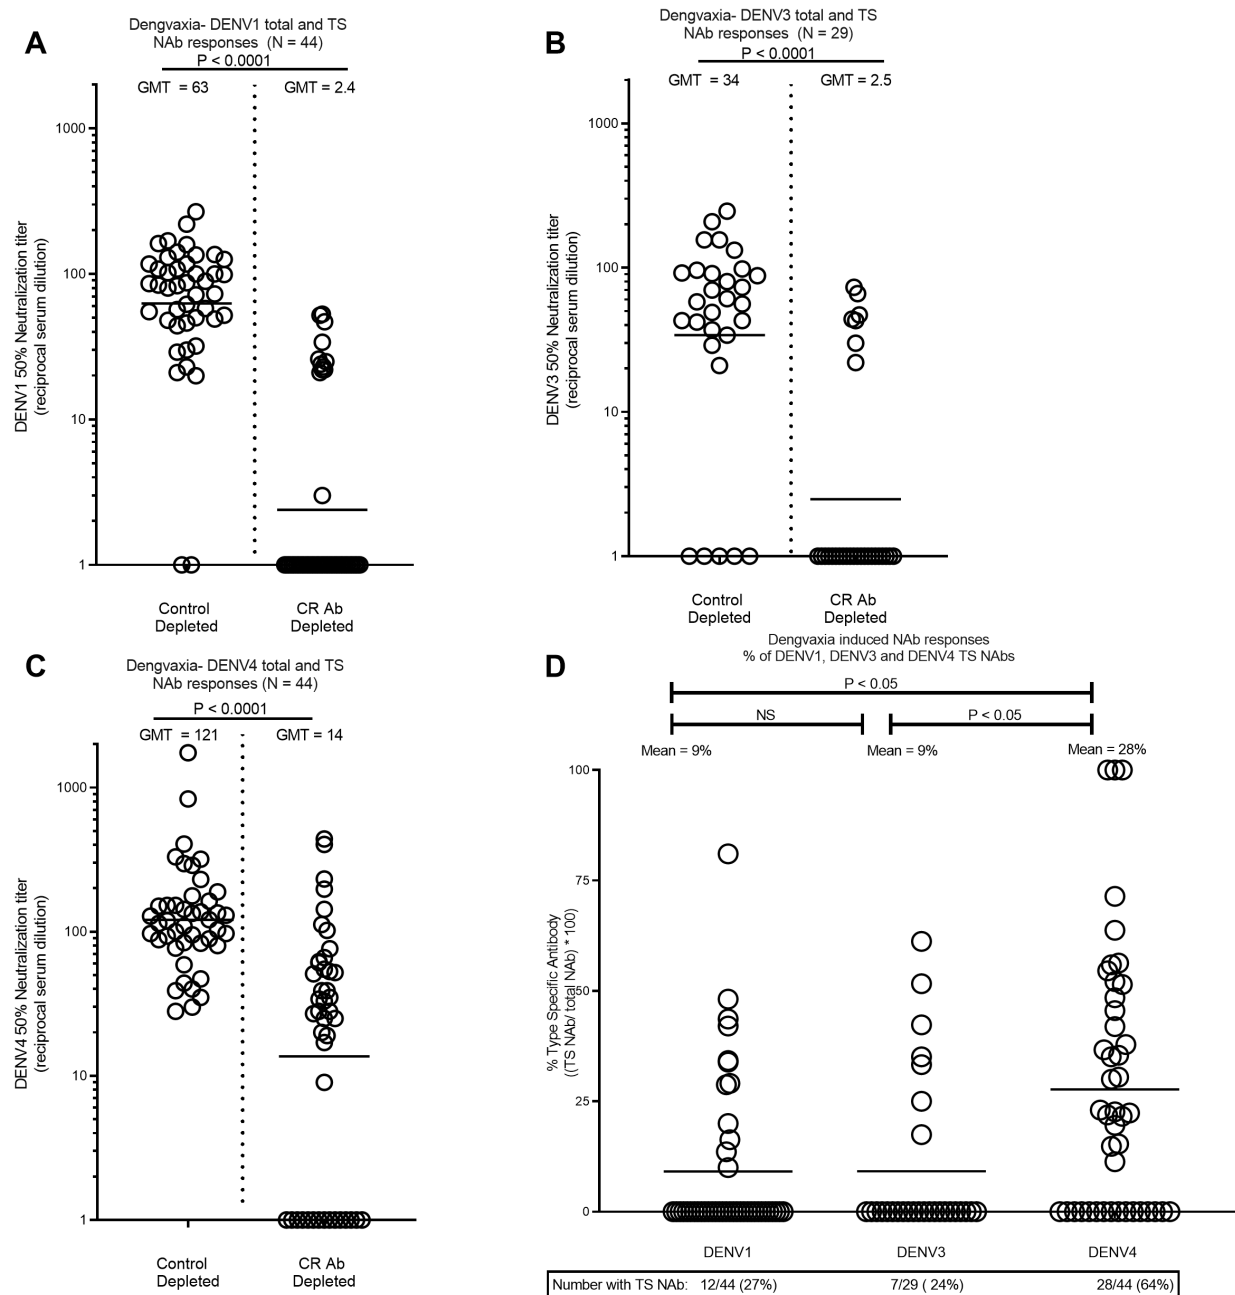 A
Dengvaxia- DENV1 total and TS
NAb responses (N = 44)
P < 0.0001
GMT = 63
GMT = 2.4
1000
100
10
1
DENV1 50% Neutralization titer
(reciprocal serum dilution)
Control
Depleted
CR Ab
Depleted
B
Dengvaxia- DENV3 total and TS
NAb responses (N = 29)
P < 0.0001
GMT = 34
GMT = 2.5
1000
100
10
1
DENV3 50% Neutralization titer
(reciprocal serum dilution)
Control
Depleted
CR Ab
Depleted
C
Dengvaxia- DENV4 total and TS
NAb responses (N = 44)
P < 0.0001
GMT = 121
GMT = 14
1000
100
10
1
DENV4 50% Neutralization titer
(reciprocal serum dilution)
Control
Depleted
CR Ab
Depleted
D
Dengvaxia induced NAb responses
% of DENV1, DENV3 and DENV4 TS NAbs
P < 0.05
NS
P < 0.05
Mean = 9%
Mean = 9%
Mean = 28%
100
75
50
25
0
% Type Specific Antibody
((TS NAb/ total NAb) * 100)
DENV1
DENV3
DENV4
Number with TS NAb: 12/44 (27%) 7/29 ( 24%) 28/44 (64%)